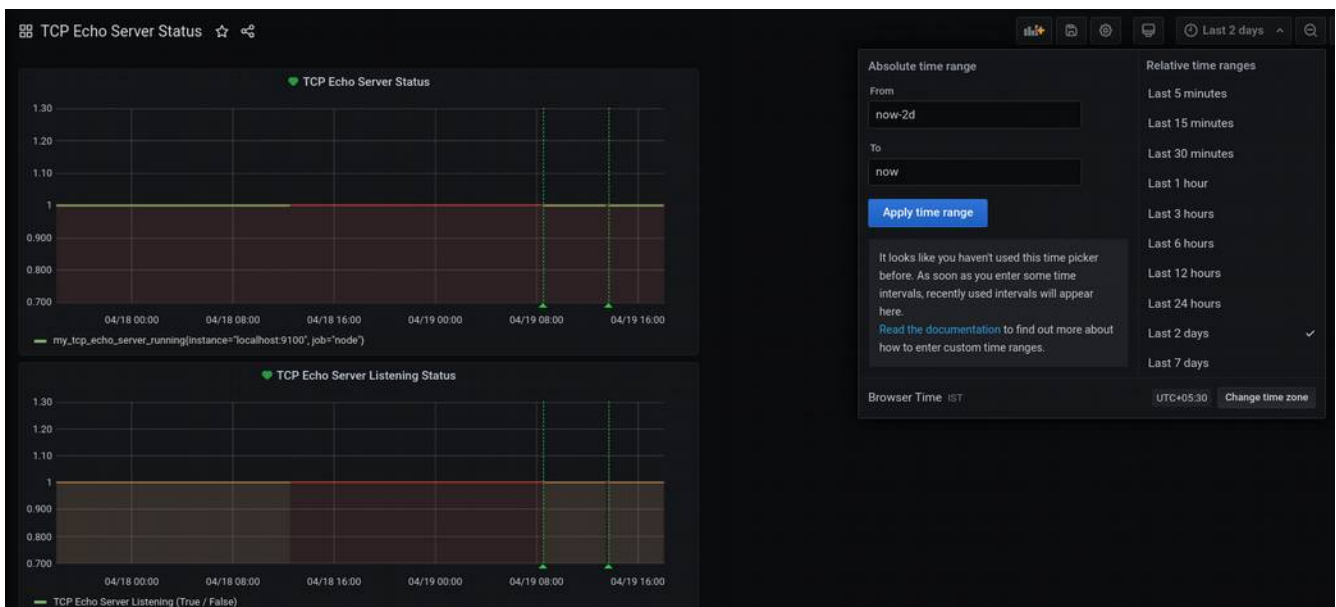 TCP Echo Server Status
Last 2 days
TCP Echo Server Status
1.30
1.20
1.10
1
0.900
0.800
0.700
04/18 00:00 04/18 08:00 04/18 16:00 04/19 00:00 04/19 08:00 04/19 16:00
my_tcp_echo_server_running{instance="localhost:9100", job="node"}
TCP Echo Server Listening Status
1.30
1.20
1.10
1
0.900
0.800
0.700
04/18 00:00 04/18 08:00 04/18 16:00 04/19 00:00 04/19 08:00 04/19 16:00
TCP Echo Server Listening (True / False)
Absolute time range
From
now-2d
To
now
Apply time range
It looks like you haven't used this time picker
before. As soon as you enter some time
intervals, recently used intervals will appear
here.
Read the documentation to find out more about
how to enter custom time ranges.
Relative time ranges
Last 5 minutes
Last 15 minutes
Last 30 minutes
Last 1 hour
Last 3 hours
Last 6 hours
Last 12 hours
Last 24 hours
Last 2 days
Last 7 days
Browser Time IST
UTC+05:30 Change time zone